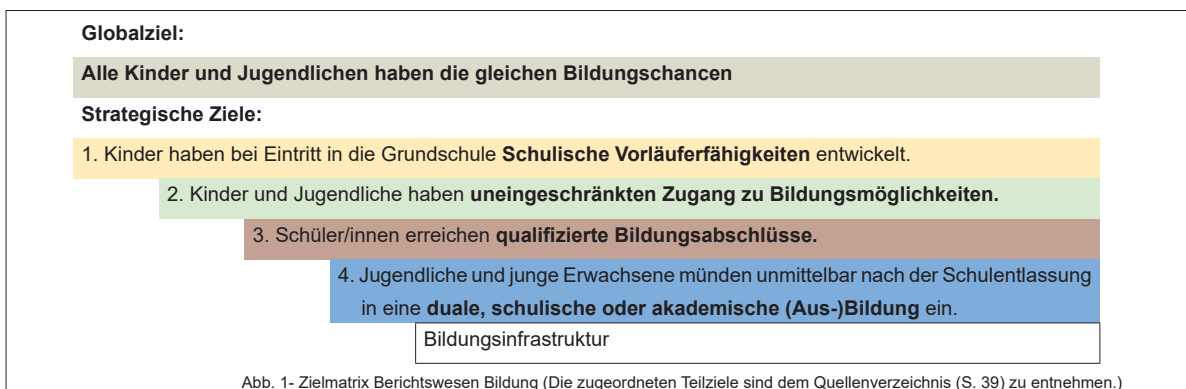 Globalziel:
Alle Kinder und Jugendlichen haben die gleichen Bildungschancen
Strategische Ziele:
1. Kinder haben bei Eintritt in die Grundschule Schulische Vorläuferfähigkeiten entwickelt.
2. Kinder und Jugendliche haben uneingeschränkten Zugang zu Bildungsmöglichkeiten.
3. Schüler/innen erreichen qualifizierte Bildungsabschlüsse.
4. Jugendliche und junge Erwachsene münden unmittelbar nach der Schulentlassung
in eine duale, schulische oder akademische (Aus-)Bildung ein.
Bildungsinfrastruktur
Abb. 1- Zielmatrix Berichtswesen Bildung (Die zugeordneten Teilziele sind dem Quellenverzeichnis (S. 39) zu entnehmen.)